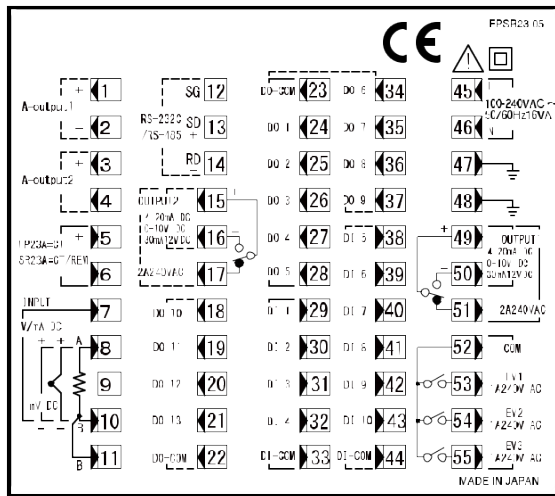 FPSR23-05
CE
A-output1
+ 1
- 2
A-output2
+ 3
- 4
+ 5
- 6
INPUT
7
V/mA DC
A 8
9
mV DC
B 10
B 11
SG 12
RS-232C
/RS-485
SD
+ 13
RD
- 14
OUTPUT2
4-20mA DC
0-10V DC
30mA12V DC
2A240VAC
+ 15
- 16
17
DO 10 18
DO 11 19
DO 12 20
DO 13 21
DO-COM 22
DO-COM 23
DO 1 24
DO 2 25
DO 3 26
DO 4 27
DO 5 28
DI 1 29
DI 2 30
DI 3 31
DI 4 32
DI-COM 33
DO 6 34
DO 7 35
DO 8 36
DO 9 37
DI 5 38
DI 6 39
DI 7 40
DI 8 41
DI 9 42
DI 10 43
DI-COM 44
45
100-240VAC ~
50/60Hz16VA
46 N
47
48
49 +
50 -
51
OUTPUT
4-20mA DC
0-10V DC
30mA12V DC
2A240VAC
52 COM
53 EV1
1A240V AC
54 EV2
1A240V AC
55 EV3
1A240V AC
MADE IN JAPAN